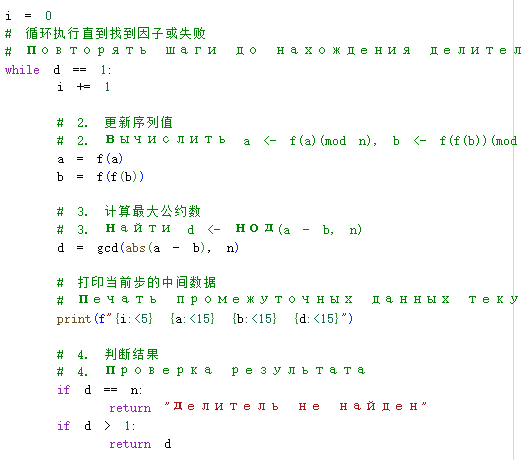 i = 0
# 循环执行直到找到因子或失败
# Повторять шаги до нахождения делител
while d == 1:
i += 1
# 2. 更新序列值
# 2. Вычислить a <- f(a)(mod n), b <- f(f(b))(mod
a = f(a)
b = f(f(b))
# 3. 计算最大公约数
# 3. Найти d <- НОД(a - b, n)
d = gcd(abs(a - b), n)
# 打印当前步的中间数据
# Печать промежуточных данных теку
print(f"{i:<5} {a:<15} {b:<15} {d:<15}")
# 4. 判断结果
# 4. Проверка результата
if d == n:
return "Делитель не найден"
if d > 1:
return d